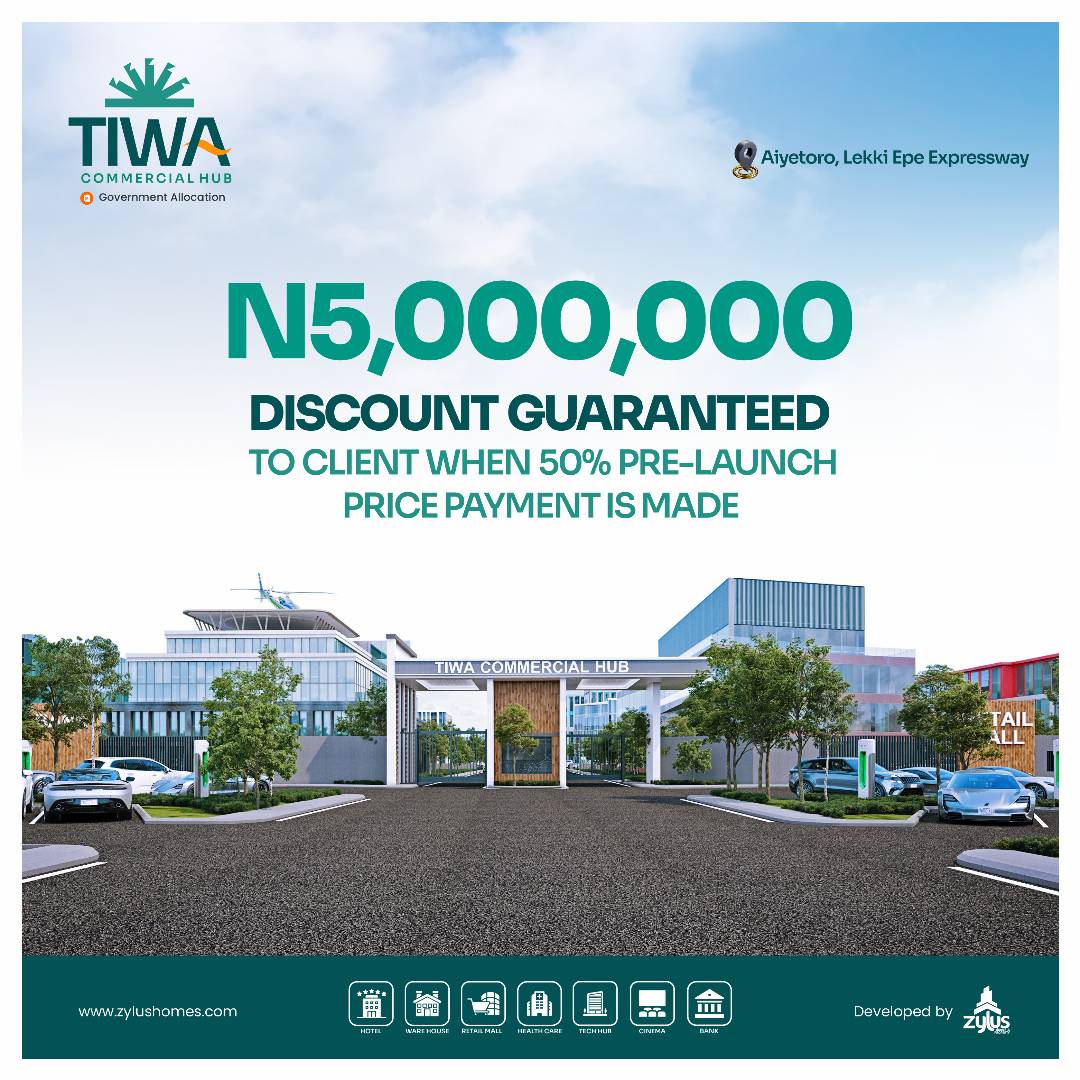 TIWA
COMMERCIAL HUB
Government Allocation
Aiyetoro, Lekki Epe Expressway
N5,000,000
DISCOUNT GUARANTEED
TO CLIENT WHEN 50% PRE-LAUNCH
PRICE PAYMENT IS MADE
TIWA COMMERCIAL HUB
TAIL
ALL
www.zylushomes.com
HOTEL
WARE HOUSE
RETAIL MALL
HEALTH CARE
TECH HUB
CINEMA
BANK
Developed by
zylus